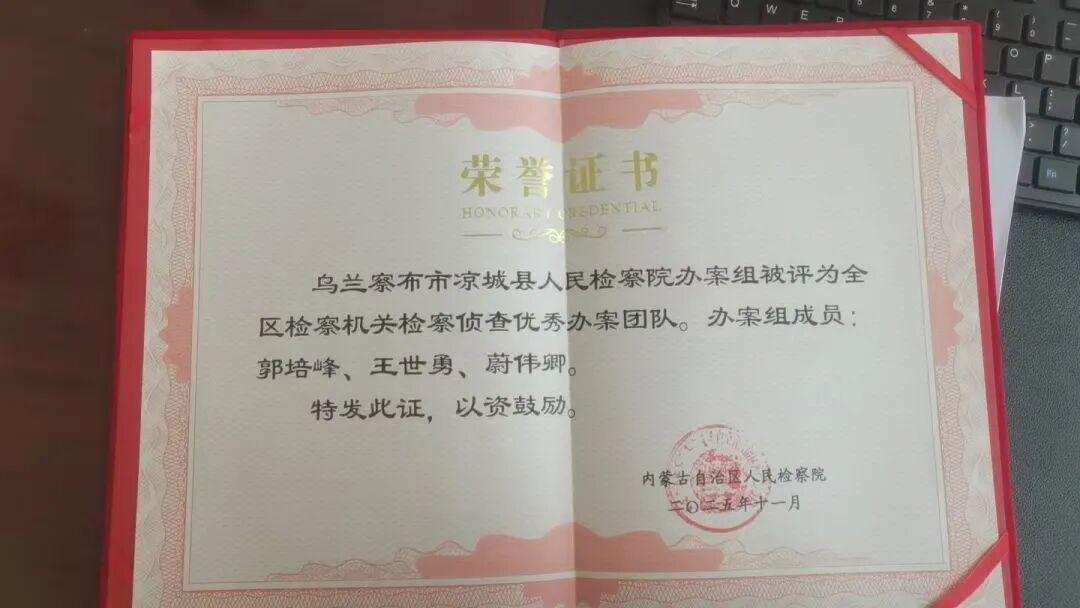 荣誉证书
HONORARY CREDENTIAL
乌兰察布市凉城县人民检察院办案组被评为全
区检察机关检察侦查优秀办案团队。办案组成员：
郭培峰、王世勇、蔚伟卿。
特发此证，以资鼓励。
内蒙古自治区人民检察院
二〇二五年十一月
Q
W
E
R
O
P
L
Fn